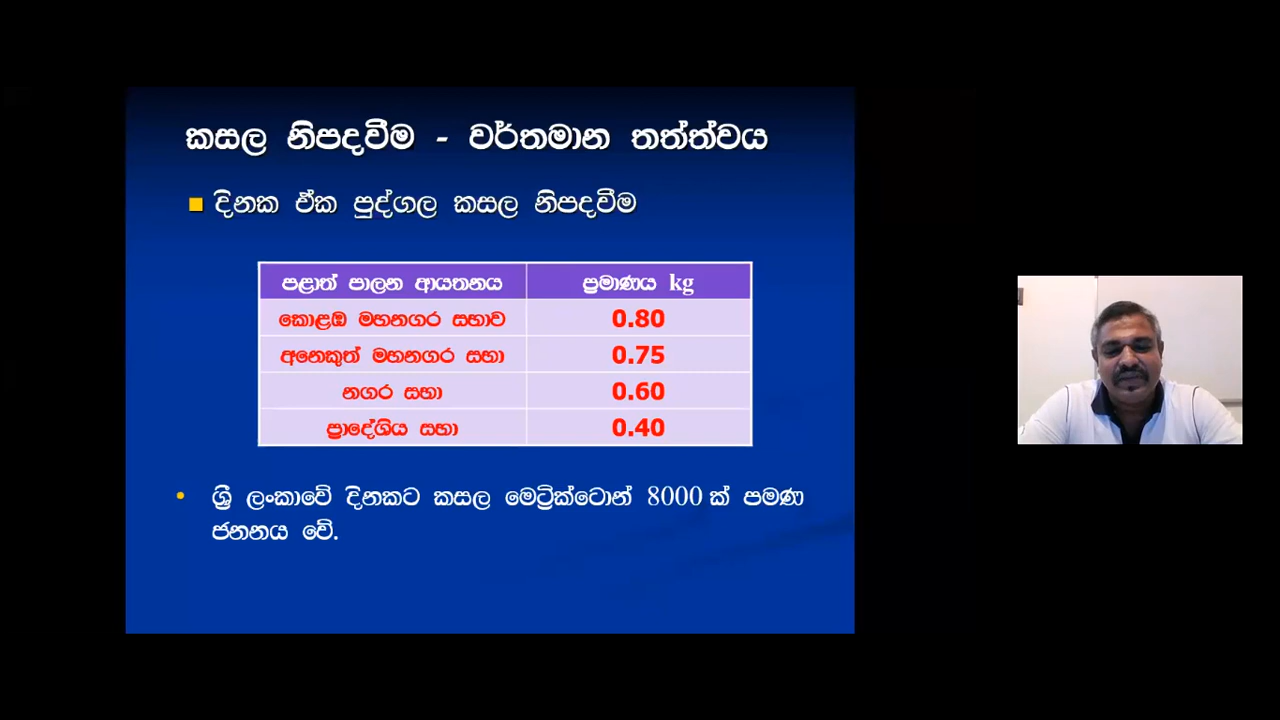 කසල නිපදවීම - වර්තමාන තත්ත්වය
දිනක ඒක පුද්ගල කසල නිපදවීම
පළාත් පාලන ආයතනය ප්‍රමාණය kg
කොළඹ මහනගර සභාව 0.80
අනෙකුත් මහනගර සභා 0.75
නගර සභා 0.60
ප්‍රාදේශිය සභා 0.40
ශ්‍රී ලංකාවේ දිනකට කසල මෙට්‍රික්ටොන් 8000 ක් පමණ
ජනනය වේ.